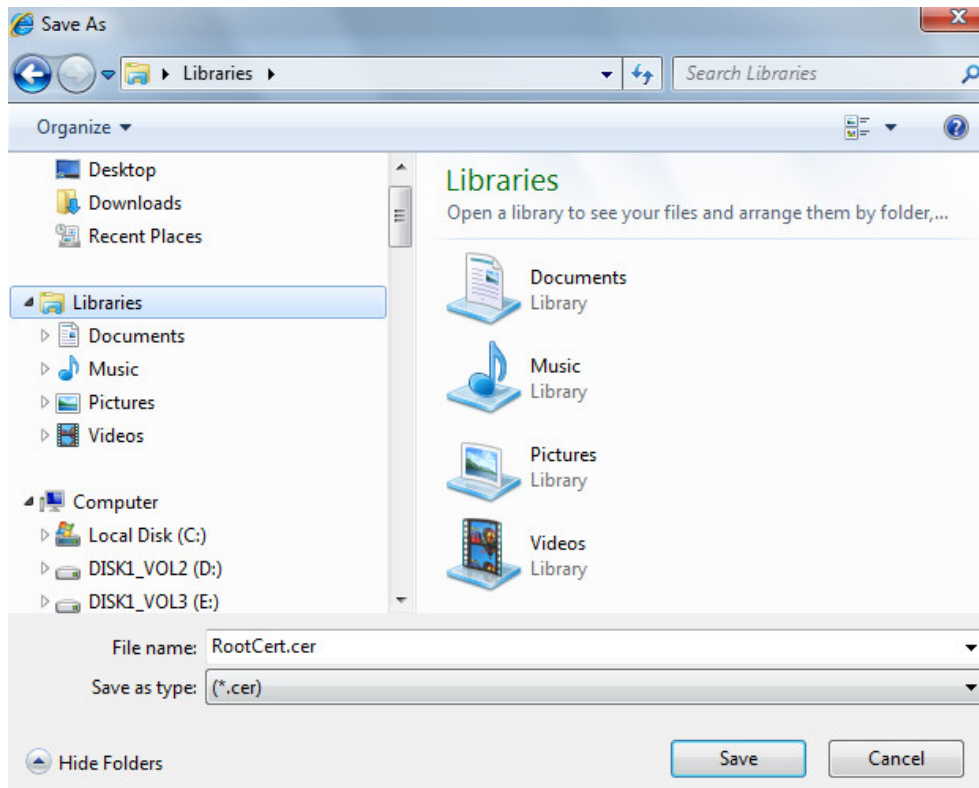 Save As
Libraries
Search Libraries
Organize
Desktop
Downloads
Recent Places
Libraries
Documents
Music
Pictures
Videos
Computer
Local Disk (C:)
DISK1_VOL2 (D:)
DISK1_VOL3 (E:)
Libraries
Open a library to see your files and arrange them by folder,...
Documents
Library
Music
Library
Pictures
Library
Videos
Library
File name: RootCert.cer
Save as type: (*.cer)
Hide Folders
Save
Cancel